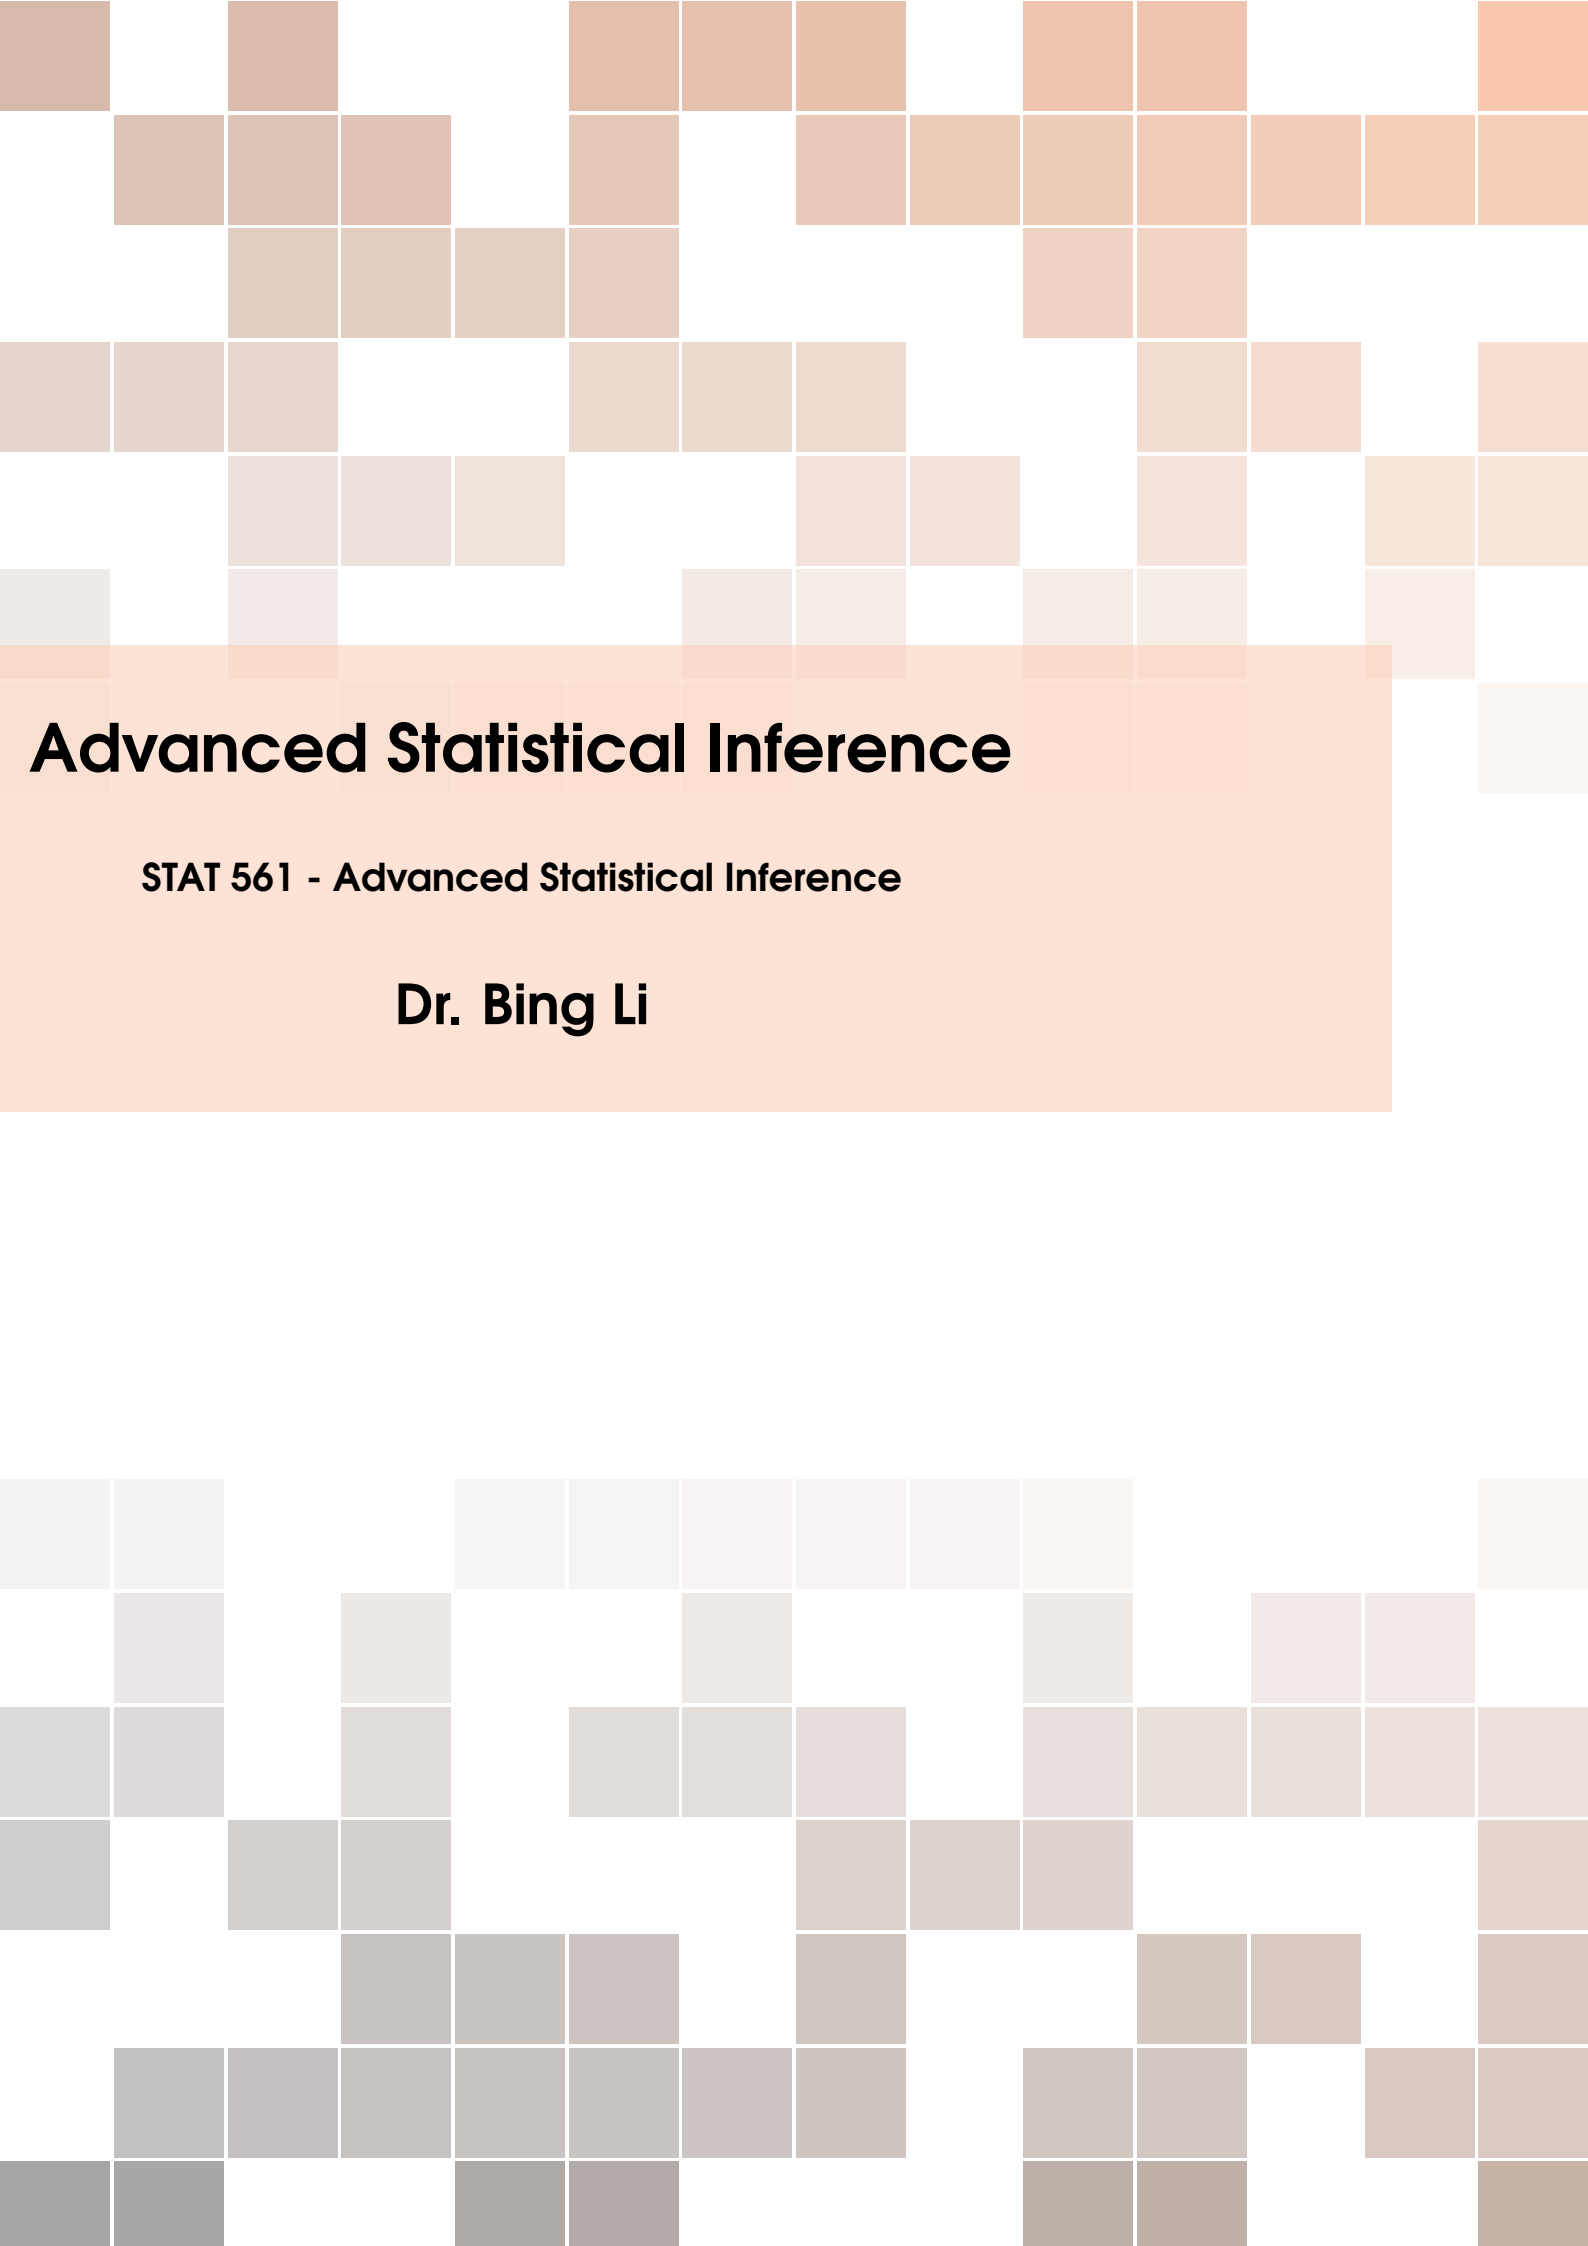 Advanced Statistical Inference
STAT 561 - Advanced Statistical Inference
Dr. Bing Li